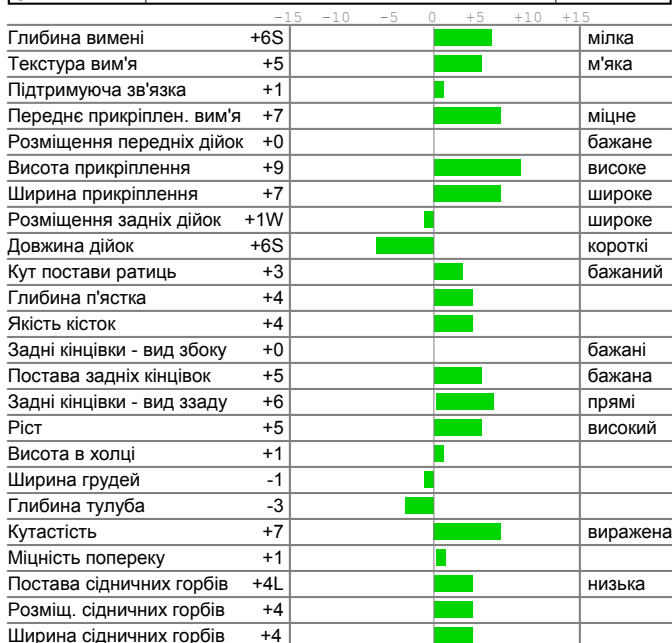 -15 -10 -5 0 +5 +10 +15
Глибина вимені +6S мілка
Текстура вим'я +5 м'яка
Підтримуюча зв'язка +1
Переднє прикріплен. вим'я +7 міцне
Розміщення передніх дійок +0 бажане
Висота прикріплення +9 високе
Ширина прикріплення +7 широке
Розміщення задніх дійок +1W широке
Довжина дійок +6S короткі
Кут постави ратиць +3 бажаний
Глибина п'ястка +4
Якість кісток +4
Задні кінцівки - вид збоку +0 бажані
Постава задніх кінцівок +5 бажана
Задні кінцівки - вид ззаду +6 прямі
Ріст +5 високий
Висота в холці +1
Ширина грудей -1
Глибина тулуба -3
Кутастість +7 виражена
Міцність попереку +1
Постава сідничних горбів +4L низька
Розміщ. сідничних горбів +4
Ширина сідничних горбів +4